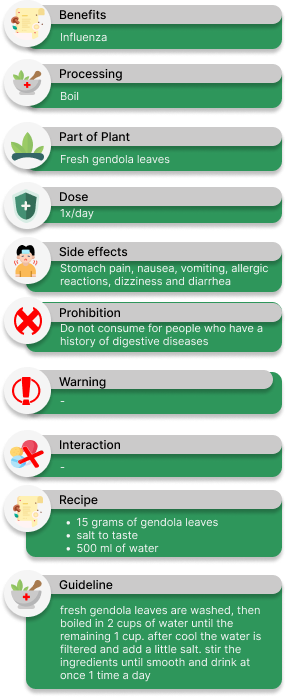 Benefits
Influenza
Processing
Boil
Part of Plant
Fresh gendola leaves
Dose
1x/day
Side effects
Stomach pain, nausea, vomiting, allergic
reactions, dizziness and diarrhea
Prohibition
Do not consume for people who have a
history of digestive diseases
Warning
-
Interaction
-
Recipe
• 15 grams of gendola leaves
• salt to taste
• 500 ml of water
Guideline
fresh gendola leaves are washed, then
boiled in 2 cups of water until the
remaining 1 cup. after cool the water is
filtered and add a little salt. stir the
ingredients until smooth and drink at
once 1 time a day